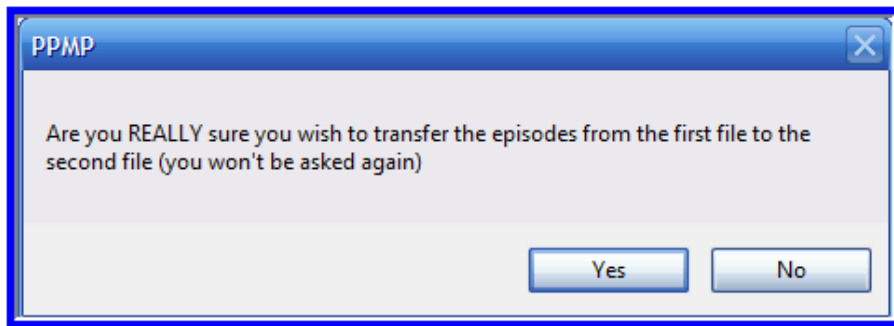 PPMP
Are you REALLY sure you wish to transfer the episodes from the first file to the
second file (you won't be asked again)
Yes No